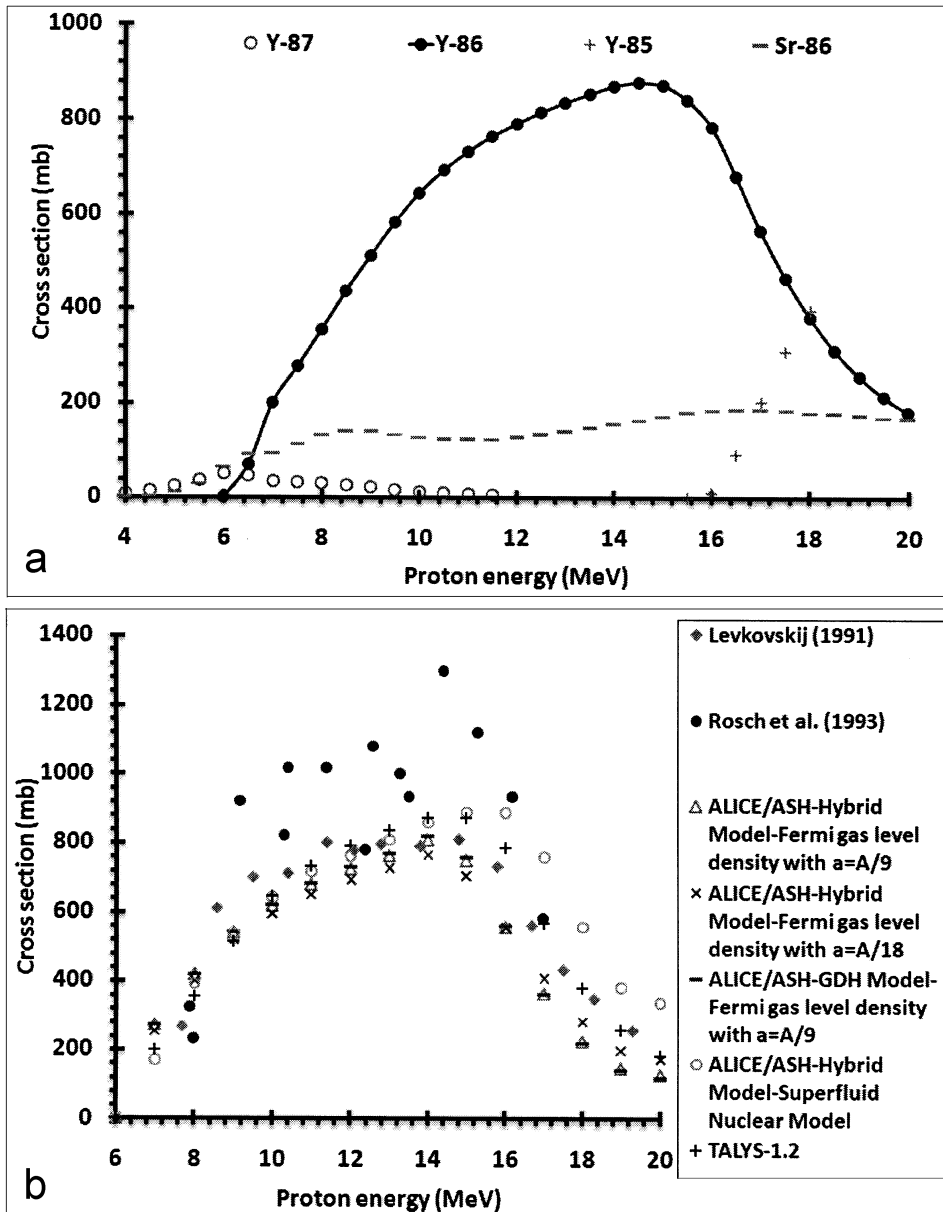 1000
800
600
400
200
0
Cross section (mb)
Y-87 Y-86 Y-85 Sr-86
4 6 8 10 12 14 16 18 20
Proton energy (MeV)
a
1400
1200
1000
800
600
400
200
0
Cross section (mb)
6 8 10 12 14 16 18 20
Proton energy (MeV)
b
Levkovskij (1991)
Rosch et al. (1993)
ALICE/ASH-Hybrid
Model-Fermi gas level
density with a=A/9
ALICE/ASH-Hybrid
Model-Fermi gas level
density with a=A/18
ALICE/ASH-GDH Model-
Fermi gas level density
with a=A/9
ALICE/ASH-Hybrid
Model-Superfluid
Nuclear Model
TALYS-1.2